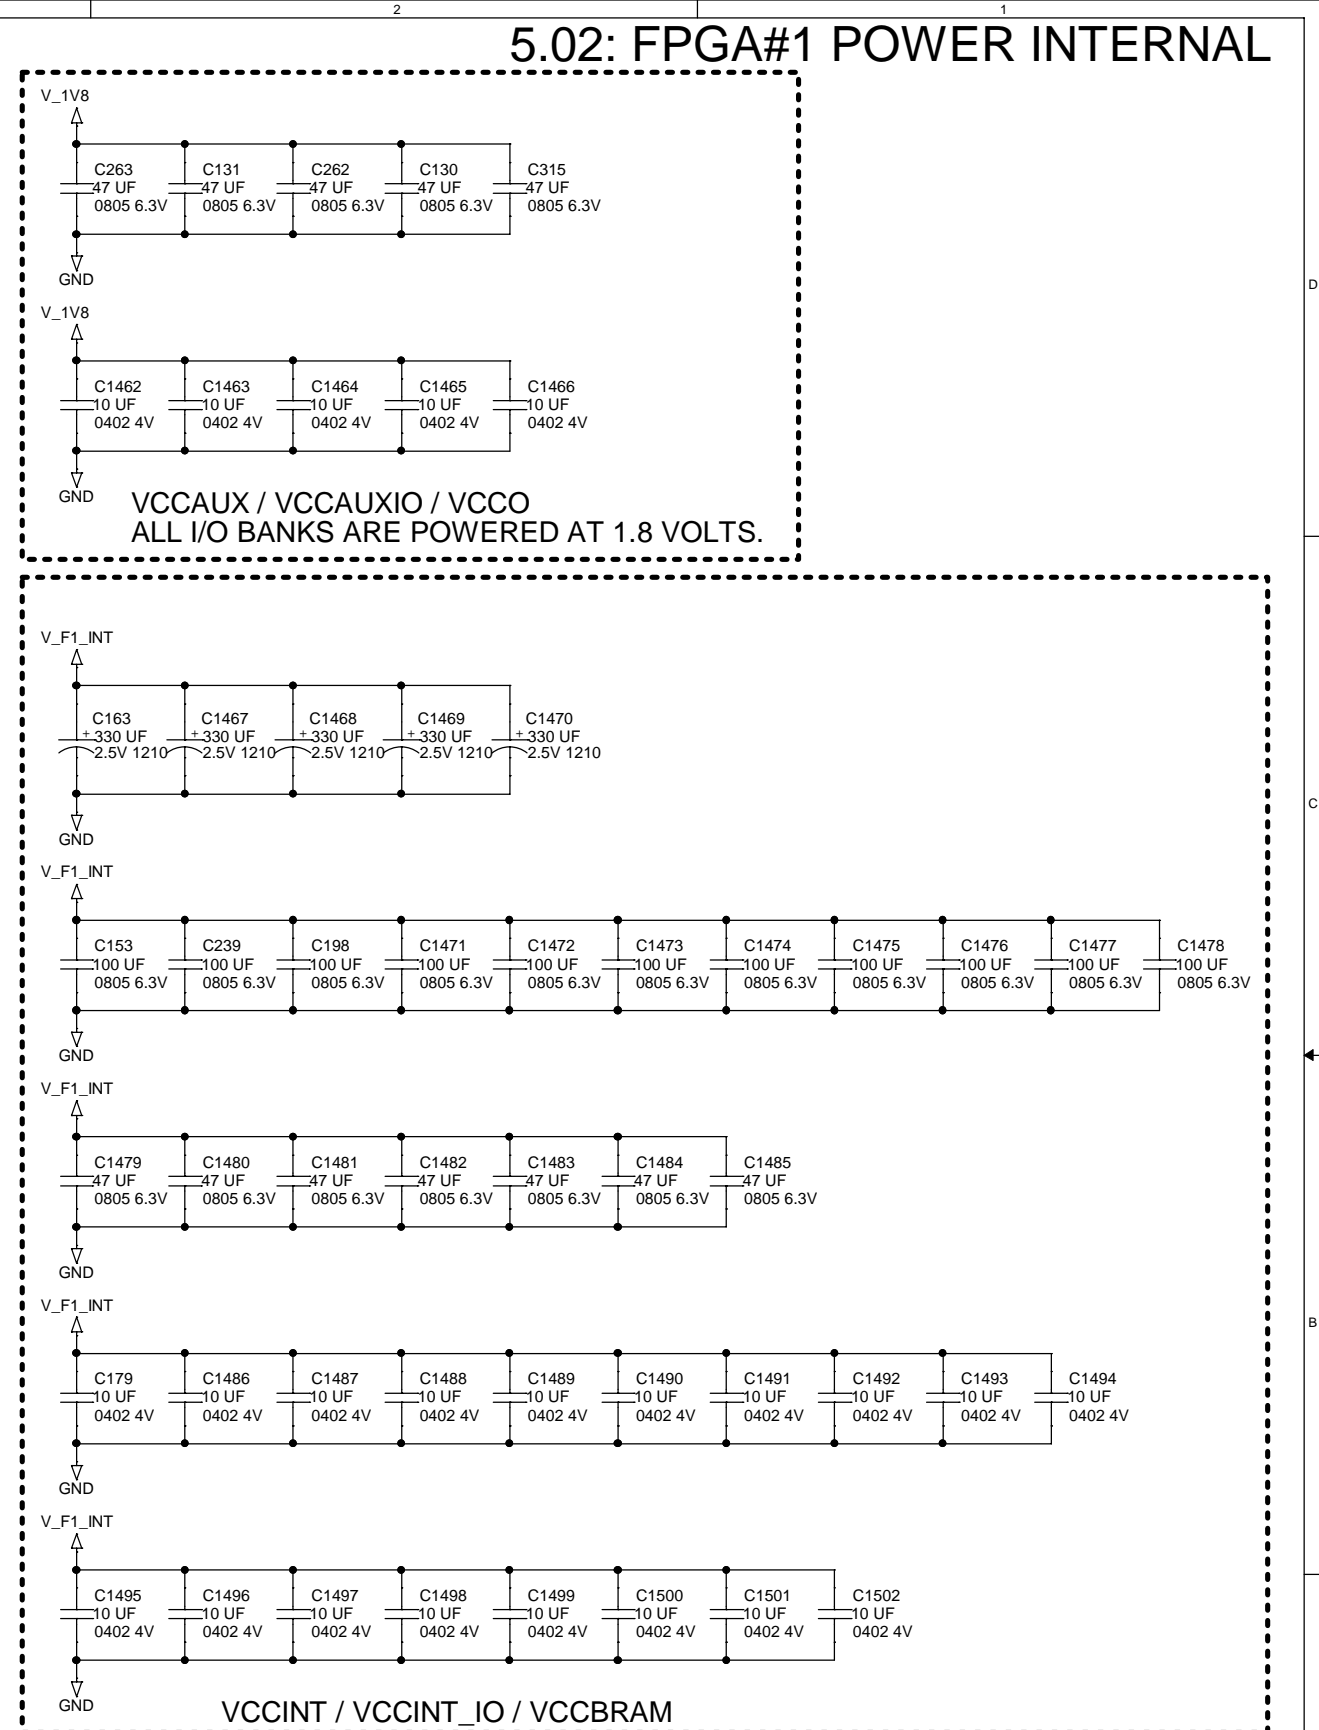 2 1
5.02: FPGA#1 POWER INTERNAL
V_1V8
C263 C131 C262 C130 C315
47 UF 47 UF 47 UF 47 UF 47 UF
0805 6.3V 0805 6.3V 0805 6.3V 0805 6.3V 0805 6.3V
GND
D
V_1V8
C1462 C1463 C1464 C1465 C1466
10 UF 10 UF 10 UF 10 UF 10 UF
0402 4V 0402 4V 0402 4V 0402 4V 0402 4V
GND
VCCAUX / VCCAUXIO / VCCO
ALL I/O BANKS ARE POWERED AT 1.8 VOLTS.
V_F1_INT
C163 C1467 C1468 C1469 C1470
+ 330 UF + 330 UF + 330 UF + 330 UF + 330 UF
2.5V 1210 2.5V 1210 2.5V 1210 2.5V 1210 2.5V 1210
C
GND
V_F1_INT
C153 C239 C198 C1471 C1472 C1473 C1474 C1475 C1476 C1477 C1478
100 UF 100 UF 100 UF 100 UF 100 UF 100 UF 100 UF 100 UF 100 UF 100 UF 100 UF
0805 6.3V 0805 6.3V 0805 6.3V 0805 6.3V 0805 6.3V 0805 6.3V 0805 6.3V 0805 6.3V 0805 6.3V 0805 6.3V 0805 6.3V
GND
V_F1_INT
C1479 C1480 C1481 C1482 C1483 C1484 C1485
47 UF 47 UF 47 UF 47 UF 47 UF 47 UF 47 UF
0805 6.3V 0805 6.3V 0805 6.3V 0805 6.3V 0805 6.3V 0805 6.3V 0805 6.3V
GND
V_F1_INT
B
C179 C1486 C1487 C1488 C1489 C1490 C1491 C1492 C1493 C1494
10 UF 10 UF 10 UF 10 UF 10 UF 10 UF 10 UF 10 UF 10 UF 10 UF
0402 4V 0402 4V 0402 4V 0402 4V 0402 4V 0402 4V 0402 4V 0402 4V 0402 4V 0402 4V
GND
V_F1_INT
C1495 C1496 C1497 C1498 C1499 C1500 C1501 C1502
10 UF 10 UF 10 UF 10 UF 10 UF 10 UF 10 UF 10 UF
0402 4V 0402 4V 0402 4V 0402 4V 0402 4V 0402 4V 0402 4V 0402 4V
GND
VCCINT / VCCINT_IO / VCCBRAM